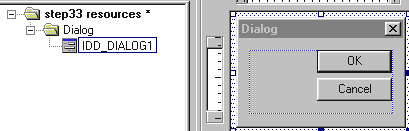 step33 resources *
Dialog
IDD_DIALOG1
Dialog
OK
Cancel